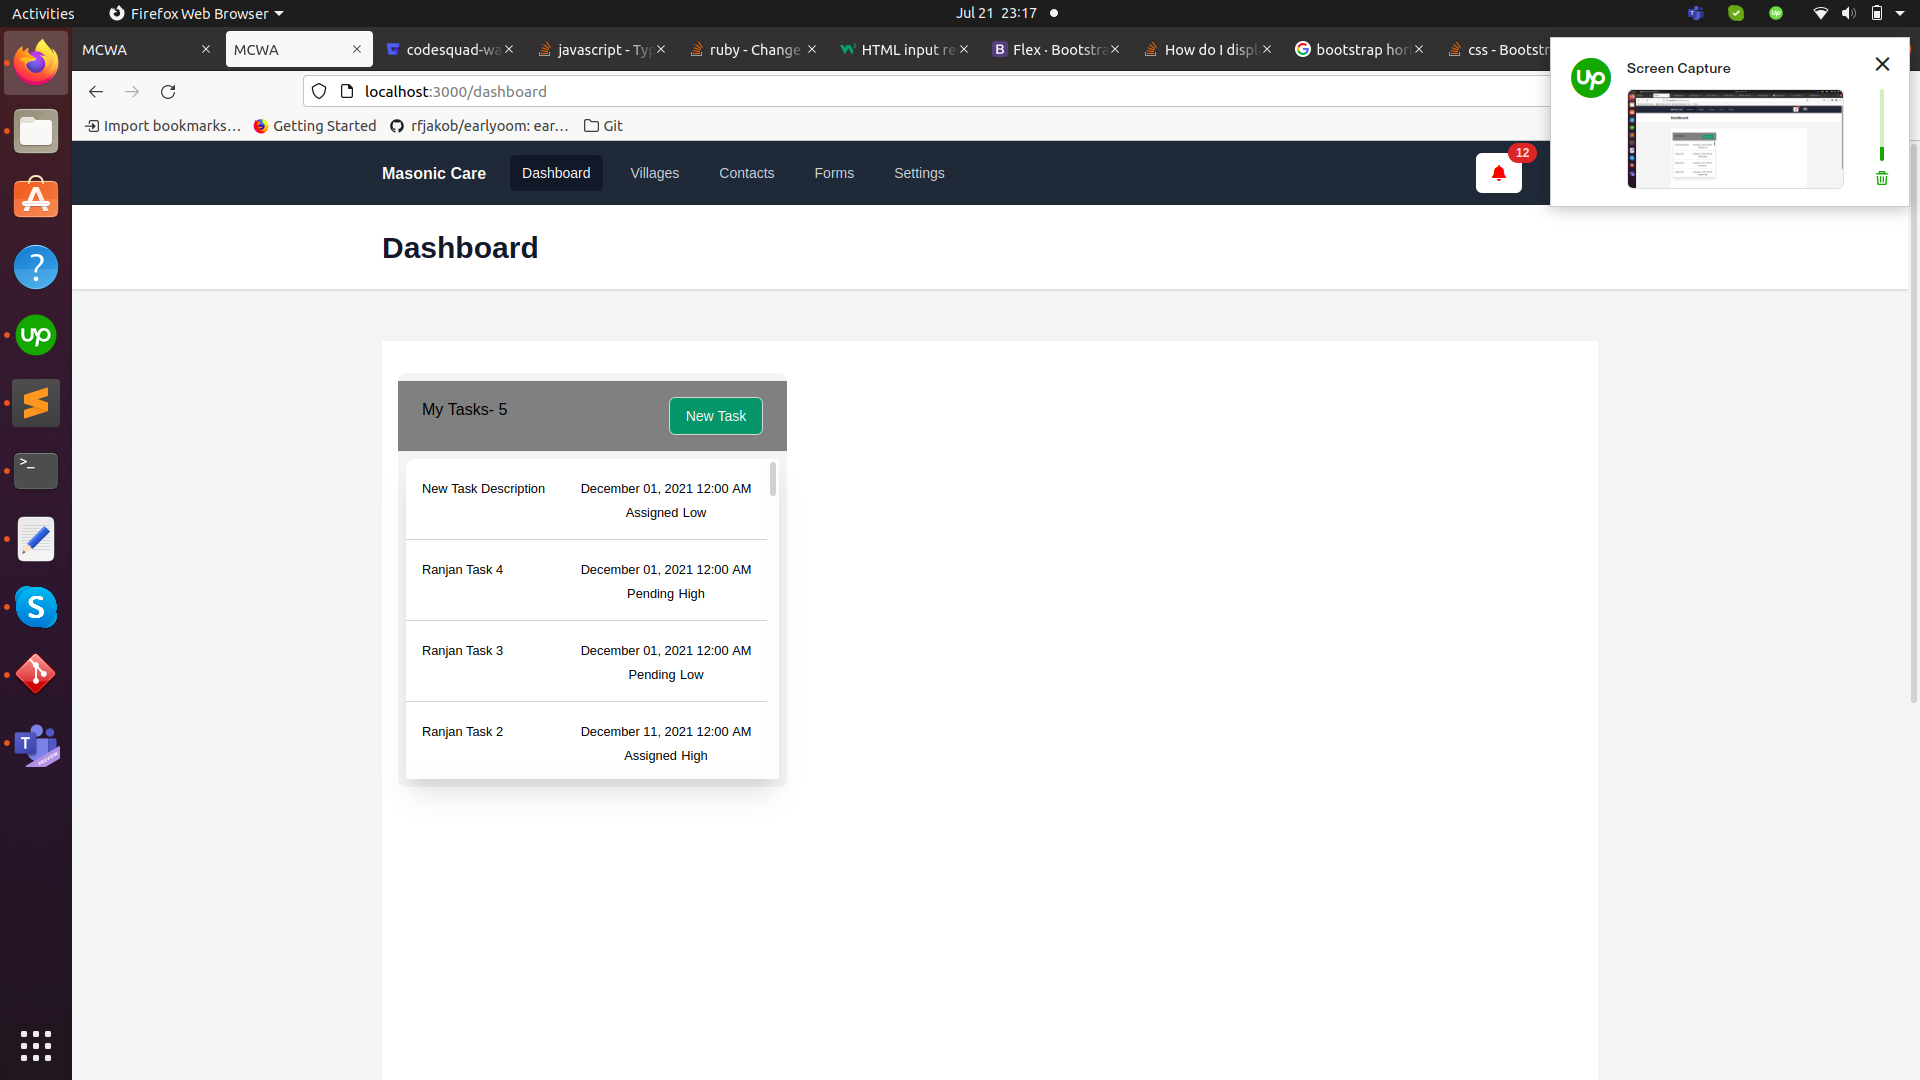 Activities
Firefox Web Browser
Jul 21 23:17
MCWA
MCWA
codesquad-wa
javascript - Typ
ruby - Change
HTML input re
Flex · Bootstra
How do I displ
bootstrap hori
css - Bootst
localhost:3000/dashboard
Import bookmarks…
Getting Started
rfjakob/earlyoom: ear…
Git
up
Screen Capture
Masonic Care
Dashboard
Villages
Contacts
Forms
Settings
12
Dashboard
My Tasks- 5
New Task
New Task Description
December 01, 2021 12:00 AM
Assigned Low
Ranjan Task 4
December 01, 2021 12:00 AM
Pending High
Ranjan Task 3
December 01, 2021 12:00 AM
Pending Low
Ranjan Task 2
December 11, 2021 12:00 AM
Assigned High